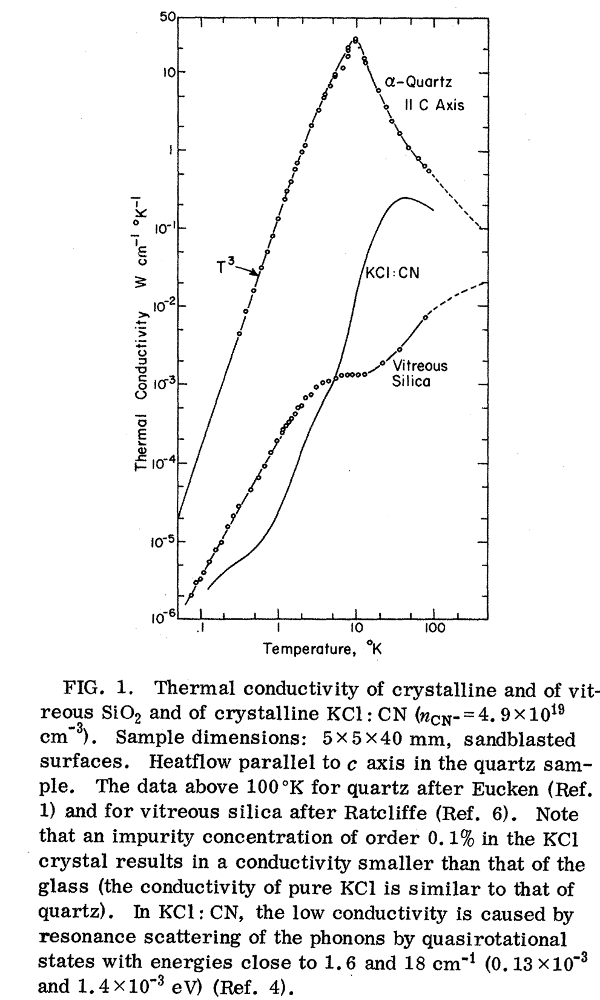 50
10
1
10⁻¹
10⁻²
10⁻³
10⁻⁴
10⁻⁵
10⁻⁶
Thermal Conductivity W cm⁻¹ °K⁻¹
α-Quartz
II C Axis
T³
KCl:CN
Vitreous
Silica
.1
1
10
100
Temperature, °K
FIG. 1. Thermal conductivity of crystalline and of vit-
reous SiO₂ and of crystalline KCl:CN (nCN- = 4.9×10¹⁹
cm⁻³). Sample dimensions: 5×5×40 mm, sandblasted
surfaces. Heatflow parallel to c axis in the quartz sam-
ple. The data above 100 °K for quartz after Eucken (Ref.
1) and for vitreous silica after Ratcliffe (Ref. 6). Note
that an impurity concentration of order 0.1% in the KCl
crystal results in a conductivity smaller than that of the
glass (the conductivity of pure KCl is similar to that of
quartz). In KCl:CN, the low conductivity is caused by
resonance scattering of the phonons by quasirotational
states with energies close to 1.6 and 18 cm⁻¹ (0.13×10⁻³
and 1.4×10⁻³ eV) (Ref. 4).